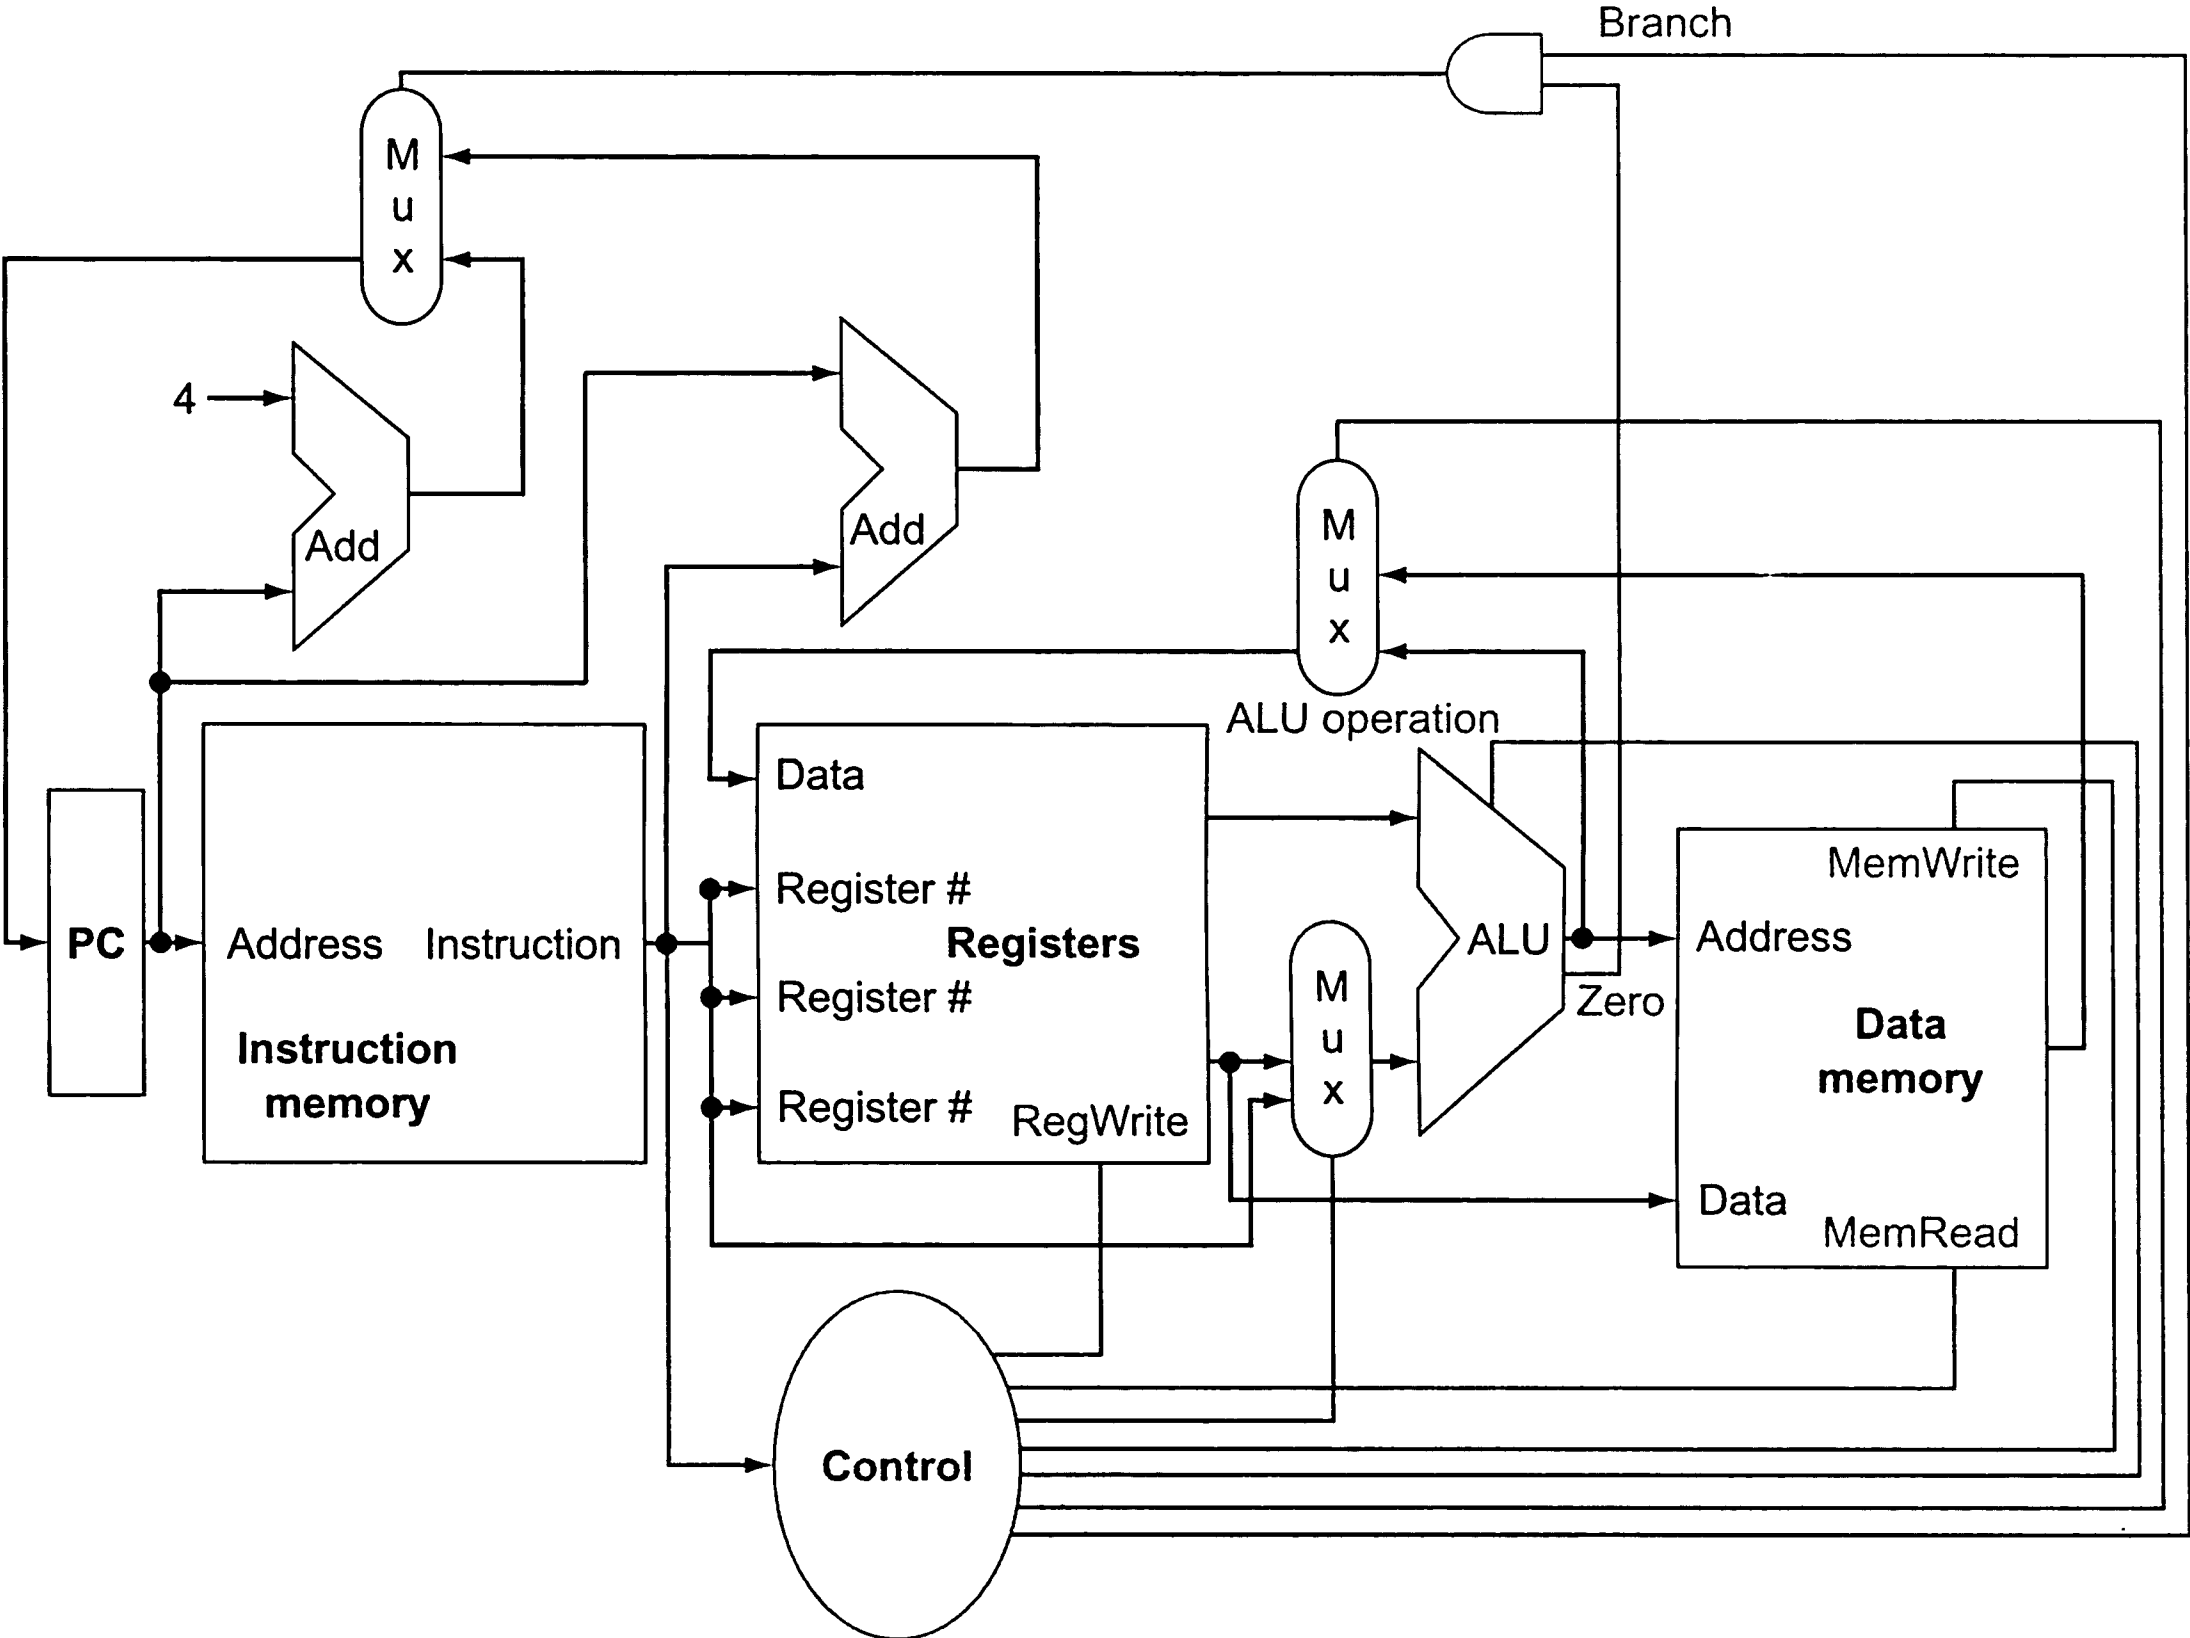 Branch
M
u
x
4
Add
Add
M
u
x
ALU operation
Data
MemWrite
Register #
PC
Address
Instruction
Registers
ALU
Address
M
u
x
Register #
Zero
Data
memory
Instruction
memory
Register #
RegWrite
Data
MemRead
Control